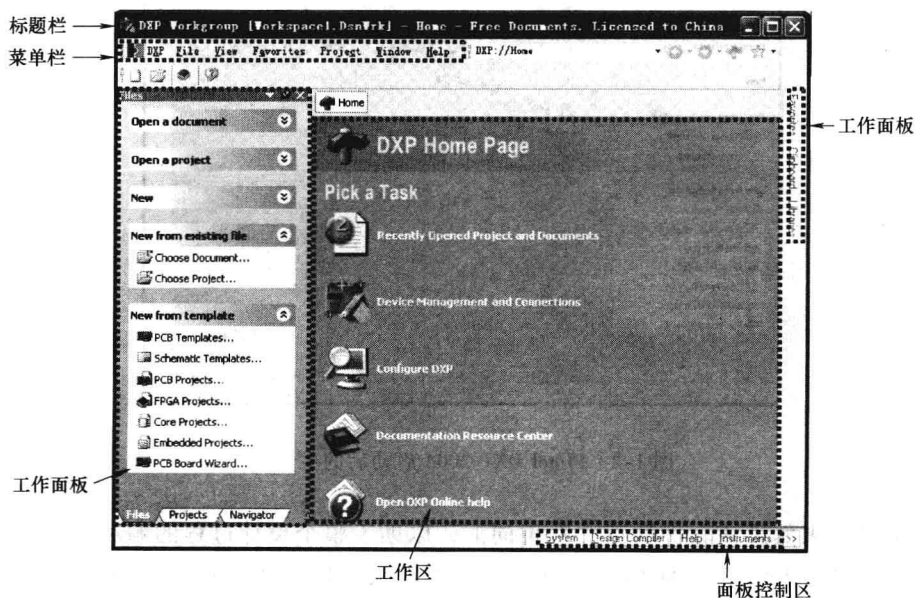 标题栏
DXP Workgroup [Workspace1.DsnWrk] - Home - Free Documents. Licensed to China
菜单栏
DXP File View Favorites Project Window Help
DXP://Home
Files
Home
Open a document
Open a project
New
New from existing file
Choose Document...
Choose Project...
New from template
PCB Templates...
Schematic Templates...
PCB Projects...
FPGA Projects...
Core Projects...
Embedded Projects...
PCB Board Wizard...
工作面板
Files Projects Navigator
DXP Home Page
Pick a Task
Recently Opened Project and Documents
Device Management and Connections
Configure DXP
Documentation Resource Center
Open DXP Online help
工作面板
Libraries
System Design Compiler Help Instruments >>
工作区
面板控制区